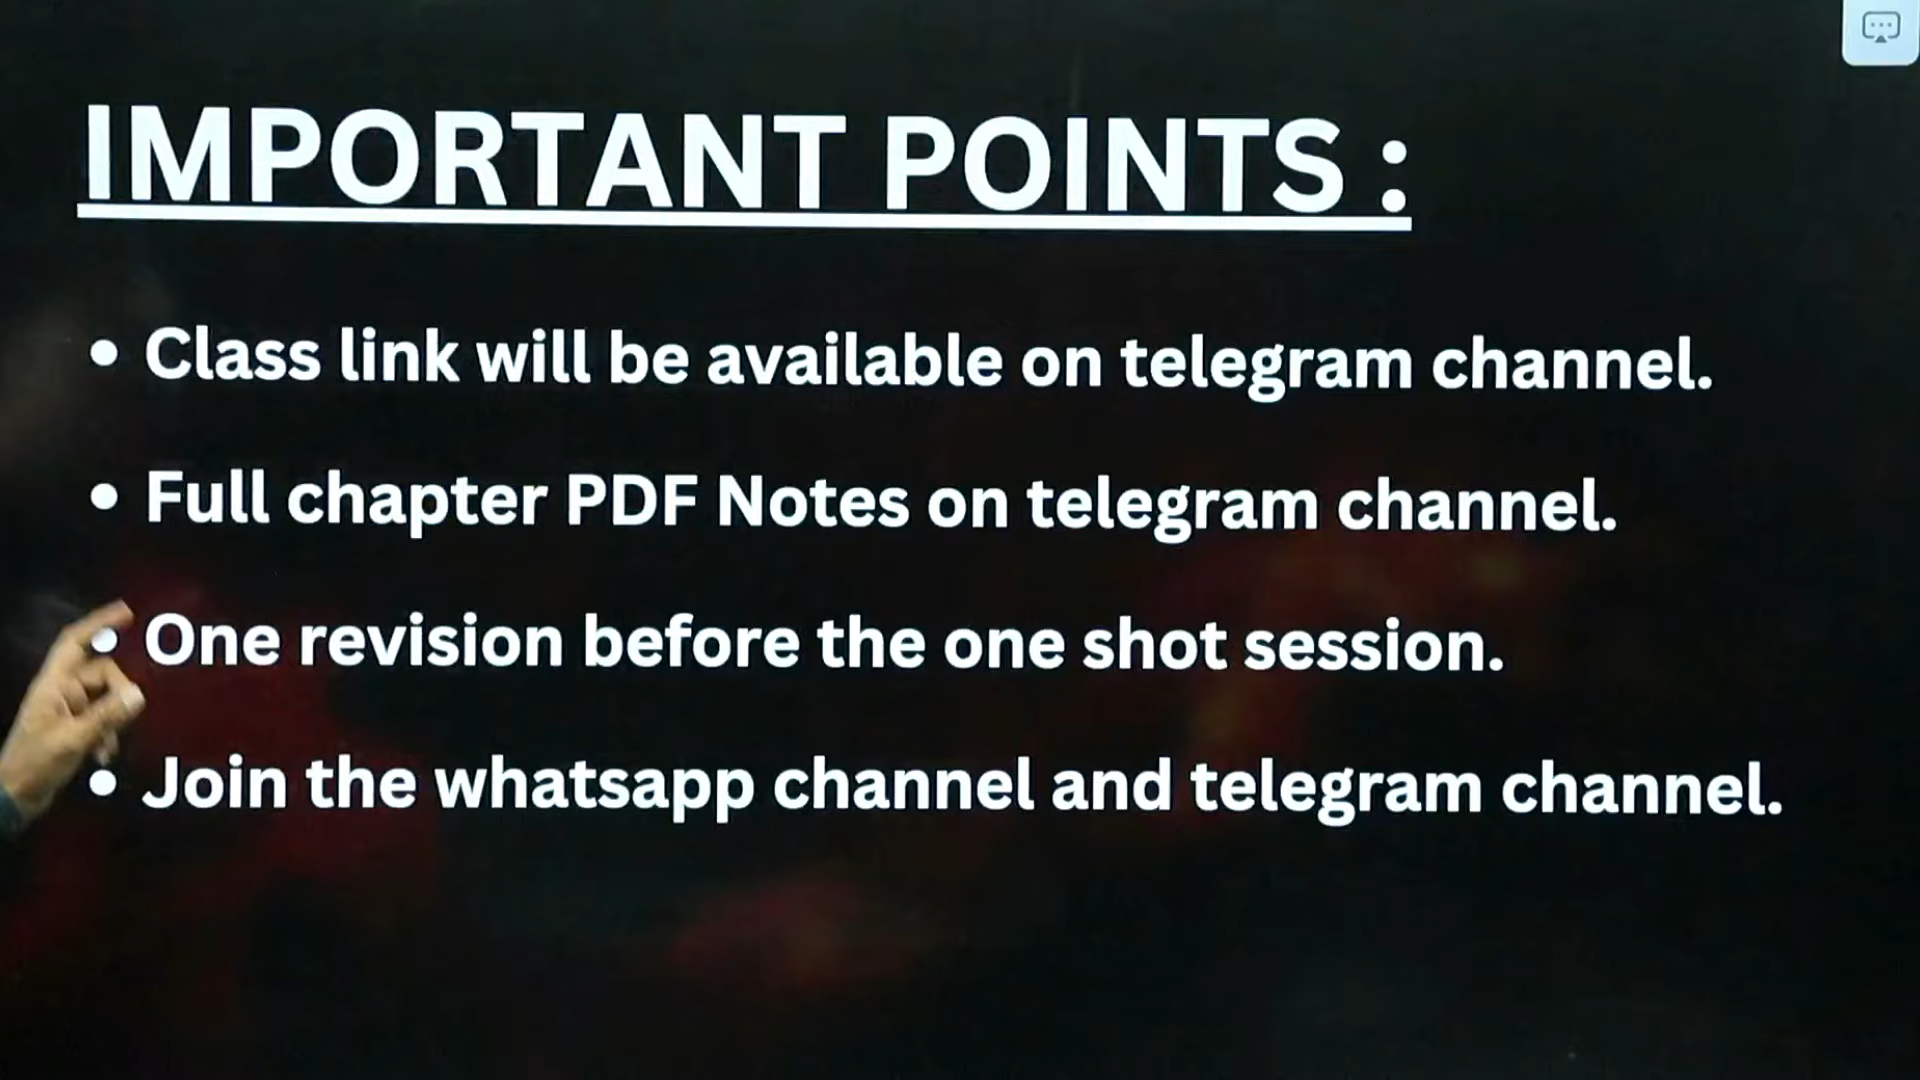 IMPORTANT POINTS :
• Class link will be available on telegram channel.
• Full chapter PDF Notes on telegram channel.
• One revision before the one shot session.
• Join the whatsapp channel and telegram channel.